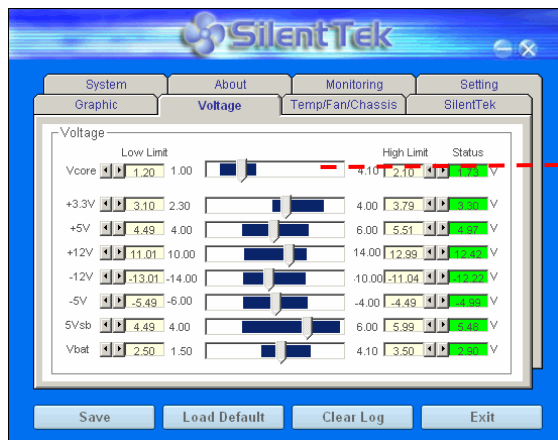 SilentTek
System About Monitoring Setting
Graphic Voltage Temp/Fan/Chassis SilentTek
Voltage
Low Limit High Limit Status
Vcore 1.20 1.00 4.10 2.10 1.73 V
+3.3V 3.10 2.30 4.00 3.79 3.30 V
+5V 4.49 4.00 6.00 5.51 4.97 V
+12V 11.01 10.00 14.00 12.99 12.42 V
-12V -13.01 -14.00 -10.00 -11.04 -12.22 V
-5V -5.49 -6.00 -4.00 -4.49 -4.99 V
5Vsb 4.49 4.00 6.00 5.99 5.48 V
Vbat 2.50 1.50 4.10 3.50 2.90 V
Save Load Default Clear Log Exit